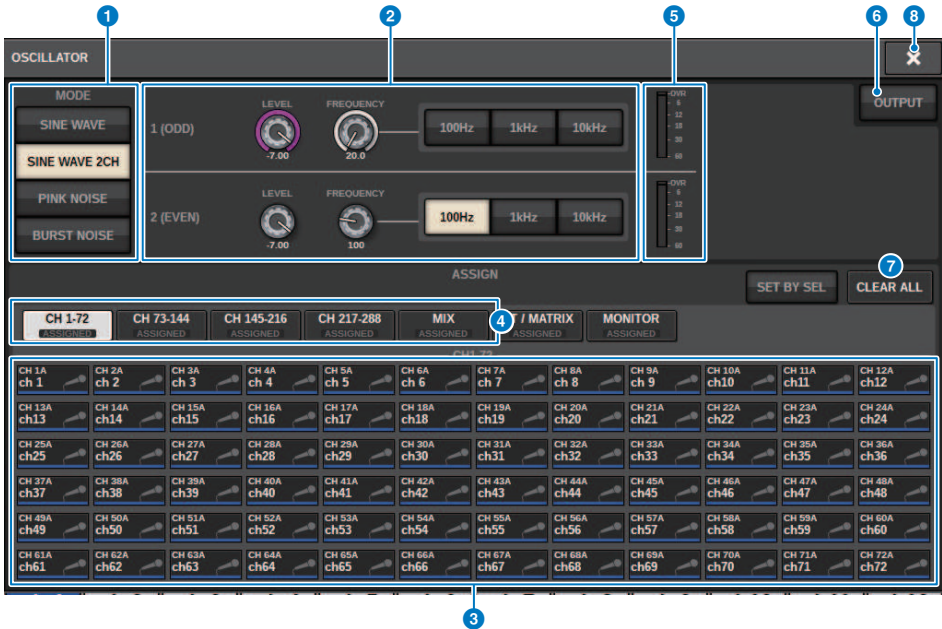 1 2 5 6 8
OSCILLATOR
MODE
SINE WAVE
SINE WAVE 2CH
PINK NOISE
BURST NOISE
1 (ODD)
LEVEL
-7.00
FREQUENCY
20.0
100Hz 1kHz 10kHz
2 (EVEN)
LEVEL
-7.00
FREQUENCY
100
100Hz 1kHz 10kHz
OVR
6
12
18
30
60
OVR
6
12
18
30
60
OUTPUT
7
ASSIGN
SET BY SEL CLEAR ALL
CH 1-72 CH 73-144 CH 145-216 CH 217-288 MIX 4 T / MATRIX MONITOR
ASSIGNED ASSIGNED ASSIGNED ASSIGNED ASSIGNED ASSIGNED ASSIGNED
CH1-72
CH 1A CH 2A CH 3A CH 4A CH 5A CH 6A CH 7A CH 8A CH 9A CH 10A CH 11A CH 12A
ch 1 ch 2 ch 3 ch 4 ch 5 ch 6 ch 7 ch 8 ch 9 ch10 ch11 ch12
CH 13A CH 14A CH 15A CH 16A CH 17A CH 18A CH 19A CH 20A CH 21A CH 22A CH 23A CH 24A
ch13 ch14 ch15 ch16 ch17 ch18 ch19 ch20 ch21 ch22 ch23 ch24
CH 25A CH 26A CH 27A CH 28A CH 29A CH 30A CH 31A CH 32A CH 33A CH 34A CH 35A CH 36A
ch25 ch26 ch27 ch28 ch29 ch30 ch31 ch32 ch33 ch34 ch35 ch36
CH 37A CH 38A CH 39A CH 40A CH 41A CH 42A CH 43A CH 44A CH 45A CH 46A CH 47A CH 48A
ch37 ch38 ch39 ch40 ch41 ch42 ch43 ch44 ch45 ch46 ch47 ch48
CH 49A CH 50A CH 51A CH 52A CH 53A CH 54A CH 55A CH 56A CH 57A CH 58A CH 59A CH 60A
ch49 ch50 ch51 ch52 ch53 ch54 ch55 ch56 ch57 ch58 ch59 ch60
CH 61A CH 62A CH 63A CH 64A CH 65A CH 66A CH 67A CH 68A CH 69A CH 70A CH 71A CH 72A
ch61 ch62 ch63 ch64 ch65 ch66 ch67 ch68 ch69 ch70 ch71 ch72
3